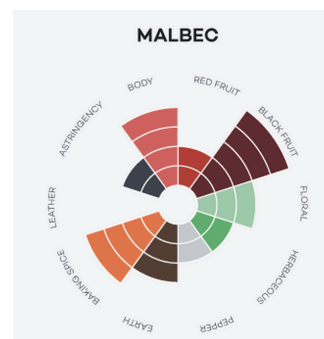 MALBEC
BODY
RED FRUIT
BLACK FRUIT
FLORAL
HERBACEOUS
PEPPER
EARTH
BAKING SPICE
LEATHER
ASTRINGENCY